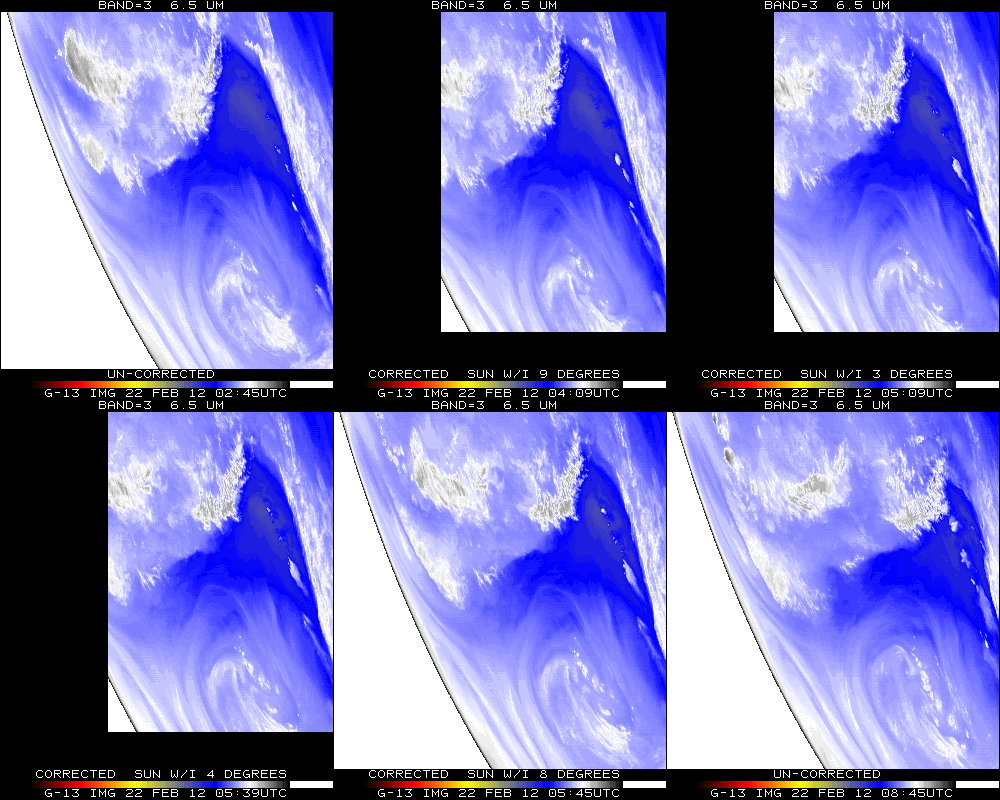 BAND=3 6.5 UM
UN-CORRECTED
G-13 IMG 22 FEB 12 02:45UTC
BAND=3 6.5 UM
CORRECTED SUN W/I 9 DEGREES
G-13 IMG 22 FEB 12 04:09UTC
BAND=3 6.5 UM
CORRECTED SUN W/I 3 DEGREES
G-13 IMG 22 FEB 12 05:09UTC
BAND=3 6.5 UM
CORRECTED SUN W/I 4 DEGREES
G-13 IMG 22 FEB 12 05:39UTC
BAND=3 6.5 UM
CORRECTED SUN W/I 8 DEGREES
G-13 IMG 22 FEB 12 05:45UTC
BAND=3 6.5 UM
UN-CORRECTED
G-13 IMG 22 FEB 12 08:45UTC